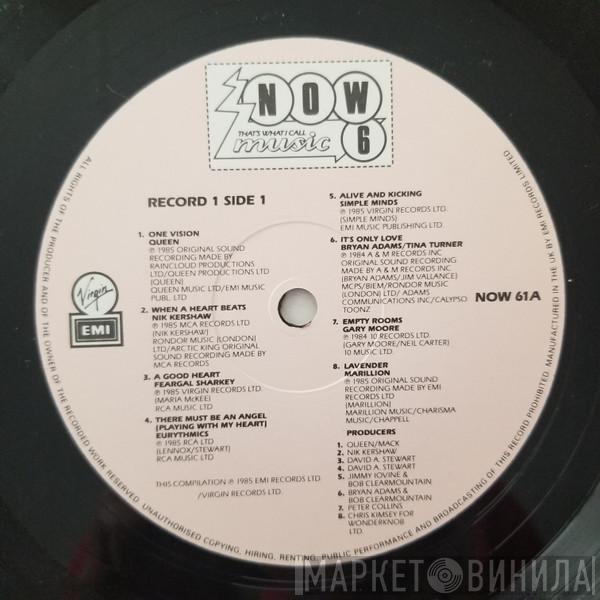 NOW
THAT'S WHAT I CALL
music 6
RECORD 1 SIDE 1
1. ONE VISION
QUEEN
℗ 1985 ORIGINAL SOUND
RECORDING MADE BY
RAINCLOUD PRODUCTIONS
LTD/QUEEN PRODUCTIONS LTD
(QUEEN)
QUEEN MUSIC LTD/EMI MUSIC
PUBL. LTD
2. WHEN A HEART BEATS
NIK KERSHAW
℗ 1985 MCA RECORDS LTD
(NIK KERSHAW)
RONDOR MUSIC (LONDON)
LTD/ARCTIC KING ORIGINAL
SOUND RECORDING MADE BY
MCA RECORDS
3. A GOOD HEART
FEARGAL SHARKEY
℗ 1985 VIRGIN RECORDS LTD.
(MARIA McKEE)
RCA MUSIC LTD
4. THERE MUST BE AN ANGEL
(PLAYING WITH MY HEART)
EURYTHMICS
℗ 1985 RCA LTD
(LENNOX/STEWART)
RCA MUSIC LTD
THIS COMPILATION ℗ 1985 EMI RECORDS LTD
/VIRGIN RECORDS LTD.
5. ALIVE AND KICKING
SIMPLE MINDS
℗ 1985 VIRGIN RECORDS LTD.
(SIMPLE MINDS)
EMI MUSIC PUBLISHING LTD.
6. IT'S ONLY LOVE
BRYAN ADAMS/TINA TURNER
℗ 1984 A & M RECORDS INC
ORIGINAL SOUND RECORDING
MADE BY A & M RECORDS INC
(BRYAN ADAMS/JIM VALLANCE)
MCPS/BIEM/RONDOR MUSIC
(LONDON) LTD/ ADAMS
COMMUNICATIONS INC/CALYPSO
TOONZ
7. EMPTY ROOMS
GARY MOORE
℗ 1984 10 RECORDS LTD.
(GARY MOORE/NEIL CARTER)
10 MUSIC LTD.
8. LAVENDER
MARILLION
℗ 1985 ORIGINAL SOUND
RECORDING MADE BY EMI
RECORDS LTD
(MARILLION)
MARILLION MUSIC/CHARISMA
MUSIC/CHAPPELL
PRODUCERS
1. QUEEN/MACK
2. NIK KERSHAW
3. DAVID A. STEWART
4. DAVID A. STEWART
5. JIMMY IOVINE &
BOB CLEARMOUNTAIN
6. BRYAN ADAMS &
BOB CLEARMOUNTAIN
7. PETER COLLINS
8. CHRIS KIMSEY FOR
WONDERKNOB
LTD.
Virgin
EMI
NOW 61A
ALL RIGHTS OF THE PRODUCER AND OF THE OWNER OF THE RECORDED WORK RESERVED. UNAUTHORISED COPYING, HIRING, RENTING, PUBLIC PERFORMANCE AND BROADCASTING OF THIS RECORD PROHIBITED. MANUFACTURED IN THE UK BY EMI RECORDS LIMITED
МАРКЕТ ВИНИЛА